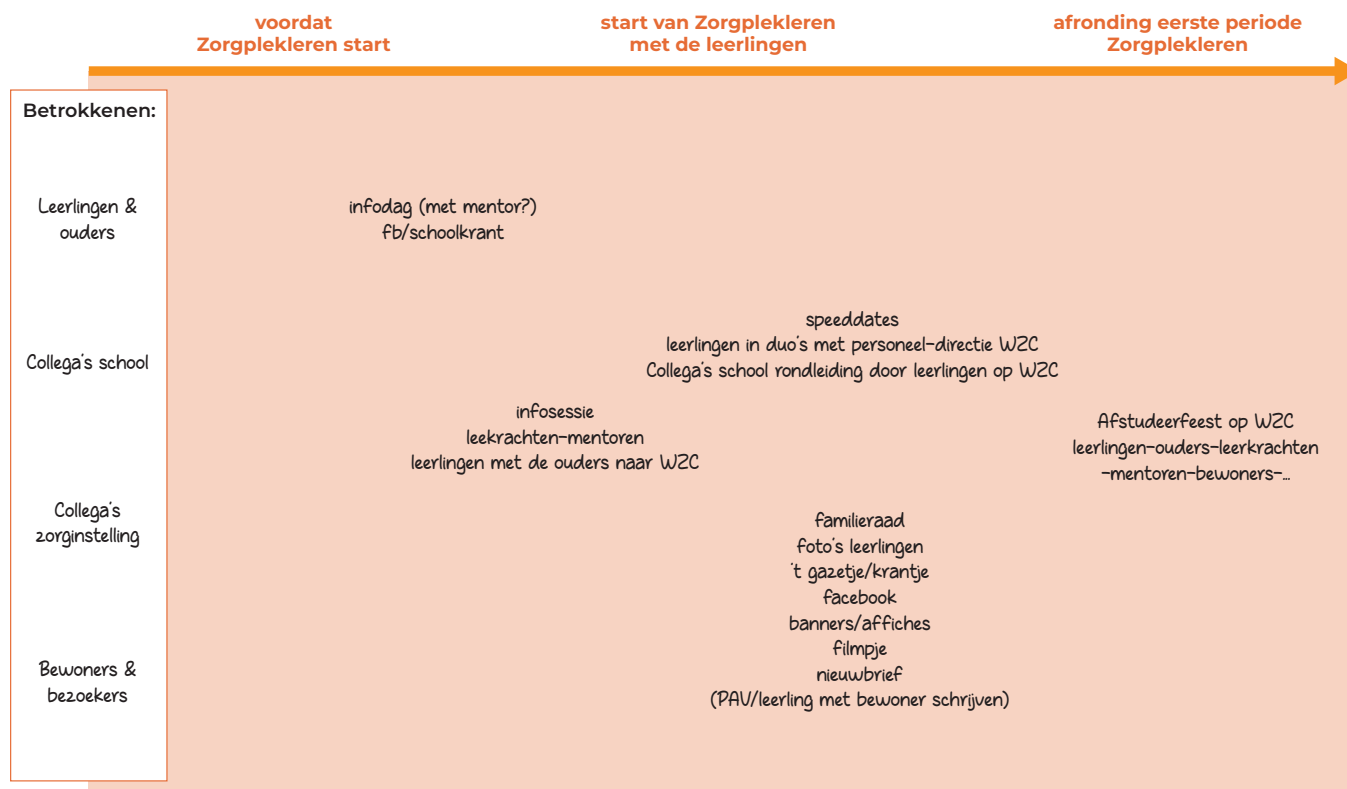 voordat
Zorgplekleren start
start van Zorgplekleren
met de leerlingen
afronding eerste periode
Zorgplekleren
Betrokkenen:
Leerlingen &
ouders
infodag (met mentor?)
fb/schoolkrant
Collega's school
speeddates
leerlingen in duo's met personeel-directie WZC
Collega's school rondleiding door leerlingen op WZC
infosessie
leekrachten-mentoren
leerlingen met de ouders naar WZC
Afstudeerfeest op WZC
leerlingen-ouders-leerkrachten
-mentoren-bewoners-...
Collega's
zorginstelling
familieraad
foto's leerlingen
't gazetje/krantje
facebook
banners/affiches
filmpje
nieuwbrief
(PAV/leerling met bewoner schrijven)
Bewoners &
bezoekers